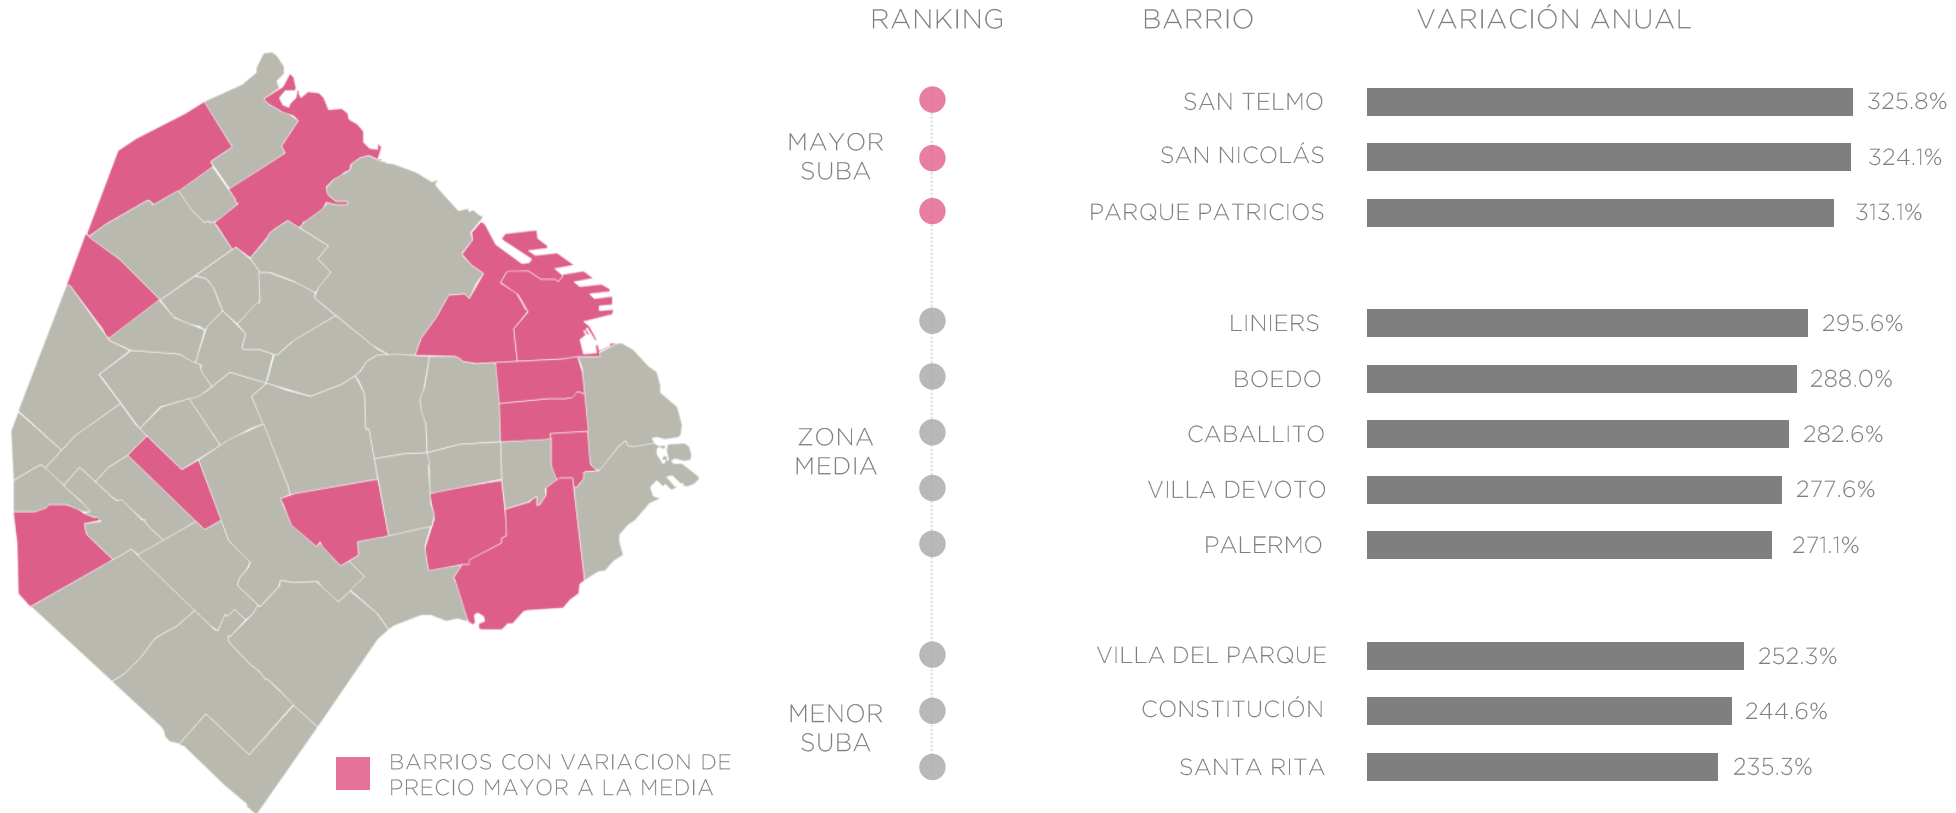 RANKING BARRIO VARIACIÓN ANUAL
MAYOR
SUBA
SAN TELMO 325.8%
SAN NICOLÁS 324.1%
PARQUE PATRICIOS 313.1%
ZONA
MEDIA
LINIERS 295.6%
BOEDO 288.0%
CABALLITO 282.6%
VILLA DEVOTO 277.6%
PALERMO 271.1%
MENOR
SUBA
VILLA DEL PARQUE 252.3%
CONSTITUCIÓN 244.6%
SANTA RITA 235.3%
BARRIOS CON VARIACION DE
PRECIO MAYOR A LA MEDIA